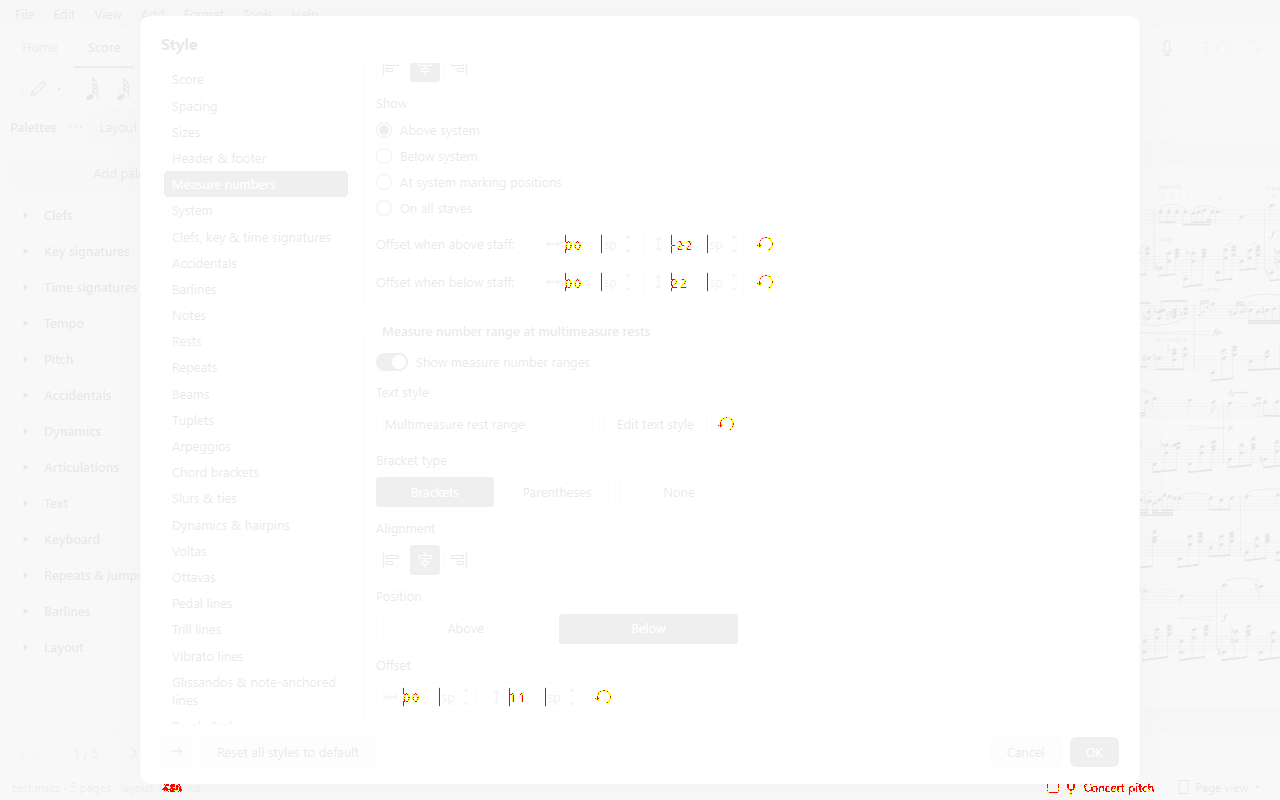 File Edit View Add Format Tools Help
Home Score
Style
Palettes Layout
Add pal
Clefs
Key signatures
Time signatures
Tempo
Pitch
Accidentals
Dynamics
Articulations
Text
Keyboard
Repeats & jumps
Barlines
Layout
Score
Spacing
Sizes
Header & footer
Measure numbers
System
Clefs, key & time signatures
Accidentals
Barlines
Notes
Rests
Repeats
Beams
Tuplets
Arpeggios
Chord brackets
Slurs & ties
Dynamics & hairpins
Voltas
Ottavas
Pedal lines
Trill lines
Vibrato lines
Glissandos & note-anchored
lines
Show
Above system
Below system
At system marking positions
On all staves
Offset when above staff: sp sp
Offset when below staff: sp sp
Measure number range at multimeasure rests
Show measure number ranges
Text style
Multimeasure rest range Edit text style
Bracket type
Brackets Parentheses None
Alignment
Position
Above Below
Offset
sp sp
→ Reset all styles to default Cancel OK
1 / 5
test.mscz - 5 pages - layout
Concert pitch Page view